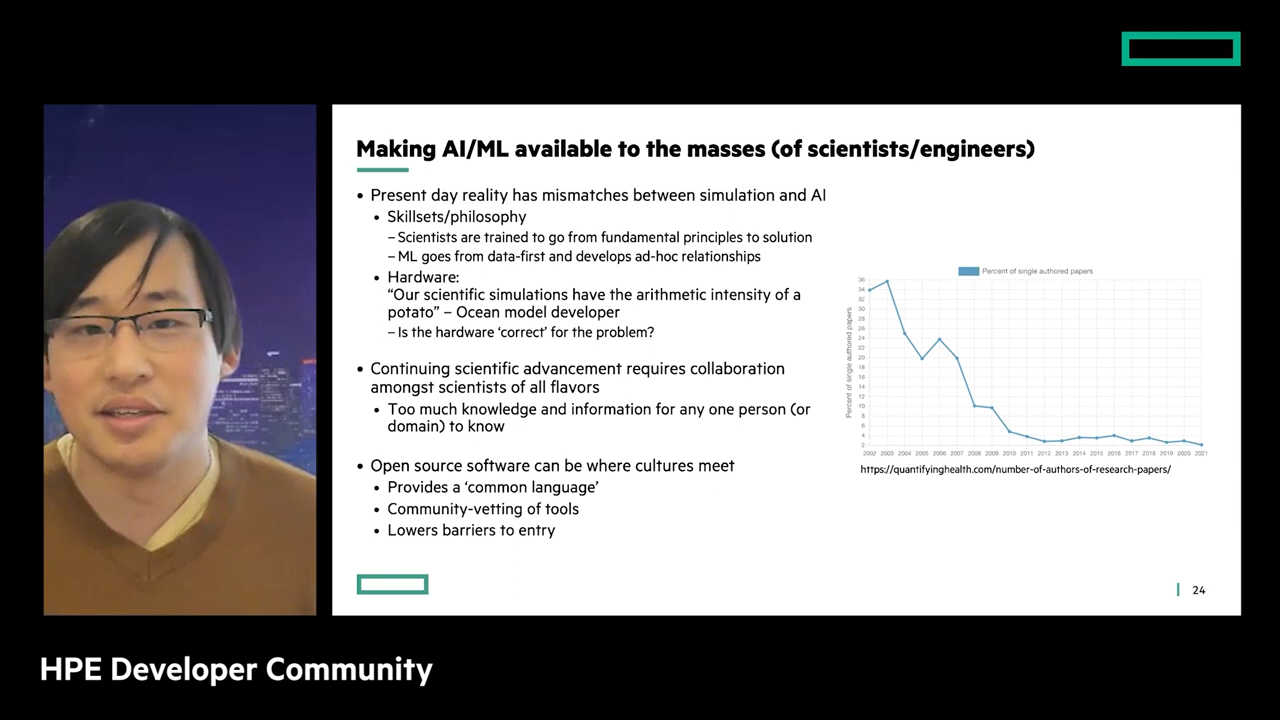 Making AI/ML available to the masses (of scientists/engineers)
• Present day reality has mismatches between simulation and AI
• Skillsets/philosophy
– Scientists are trained to go from fundamental principles to solution
– ML goes from data-first and develops ad-hoc relationships
• Hardware:
“Our scientific simulations have the arithmetic intensity of a
potato” – Ocean model developer
– Is the hardware ‘correct’ for the problem?
• Continuing scientific advancement requires collaboration
amongst scientists of all flavors
• Too much knowledge and information for any one person (or
domain) to know
• Open source software can be where cultures meet
• Provides a ‘common language’
• Community-vetting of tools
• Lowers barriers to entry
Percent of single authored papers
Percent of single authored papers
36
34
32
30
28
26
24
22
20
18
16
14
12
10
8
6
4
2
2002 2003 2004 2005 2006 2007 2008 2009 2010 2011 2012 2013 2014 2015 2016 2017 2018 2019 2020 2021
https://quantifyinghealth.com/number-of-authors-of-research-papers/
24
HPE Developer Community